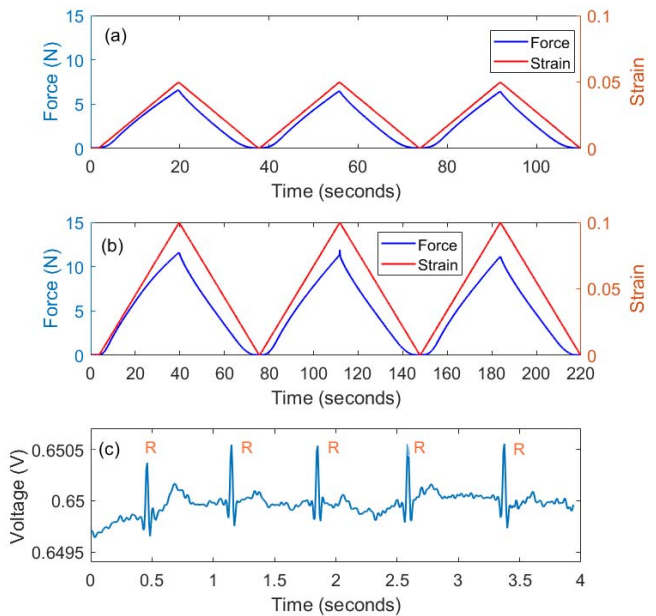 (a)
Force (N)
15
10
5
0
Force
Strain
0.1
0.05
0
Strain
0 20 40 60 80 100
Time (seconds)
(b)
Force (N)
15
10
5
0
Force
Strain
0.1
0.05
0
Strain
0 20 40 60 80 100 120 140 160 180 200 220
Time (seconds)
(c)
Voltage (V)
0.6505
0.65
0.6495
R R R R R
0 0.5 1 1.5 2 2.5 3 3.5 4
Time (seconds)